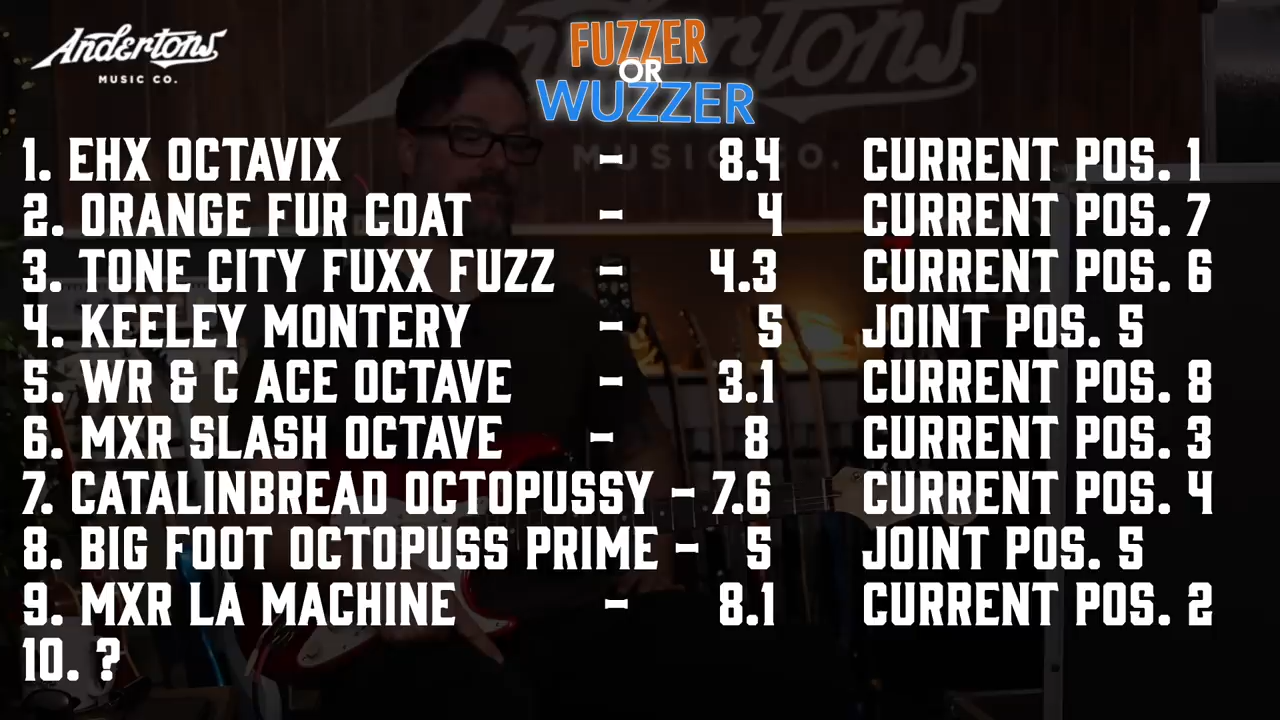 Andertons
MUSIC CO.
FUZZER
OR
WUZZER
Andertons
MUSIC CO.
1. EHX OCTAVIX - 8.4 CURRENT POS. 1
2. ORANGE FUR COAT - 4 CURRENT POS. 7
3. TONE CITY FUXX FUZZ - 4.3 CURRENT POS. 6
4. KEELEY MONTERY - 5 JOINT POS. 5
5. WR & C ACE OCTAVE - 3.1 CURRENT POS. 8
6. MXR SLASH OCTAVE - 8 CURRENT POS. 3
7. CATALINBREAD OCTOPUSSY - 7.6 CURRENT POS. 4
8. BIG FOOT OCTOPUSS PRIME - 5 JOINT POS. 5
9. MXR LA MACHINE - 8.1 CURRENT POS. 2
10. ?